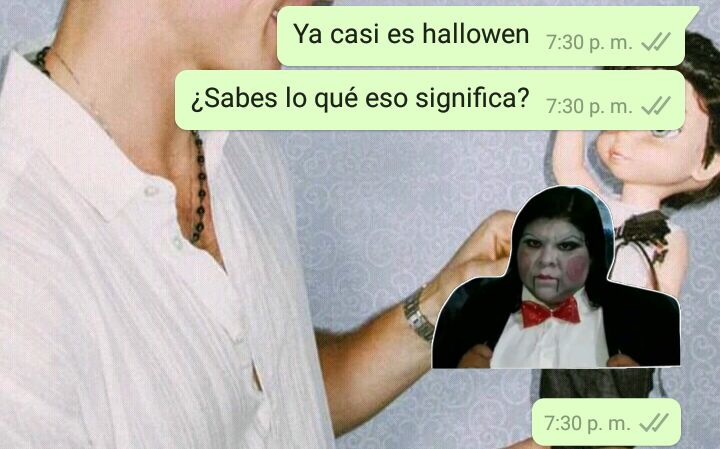 Ya casi es hallowen 7:30 p. m.
¿Sabes lo qué eso significa? 7:30 p. m.
7:30 p. m.